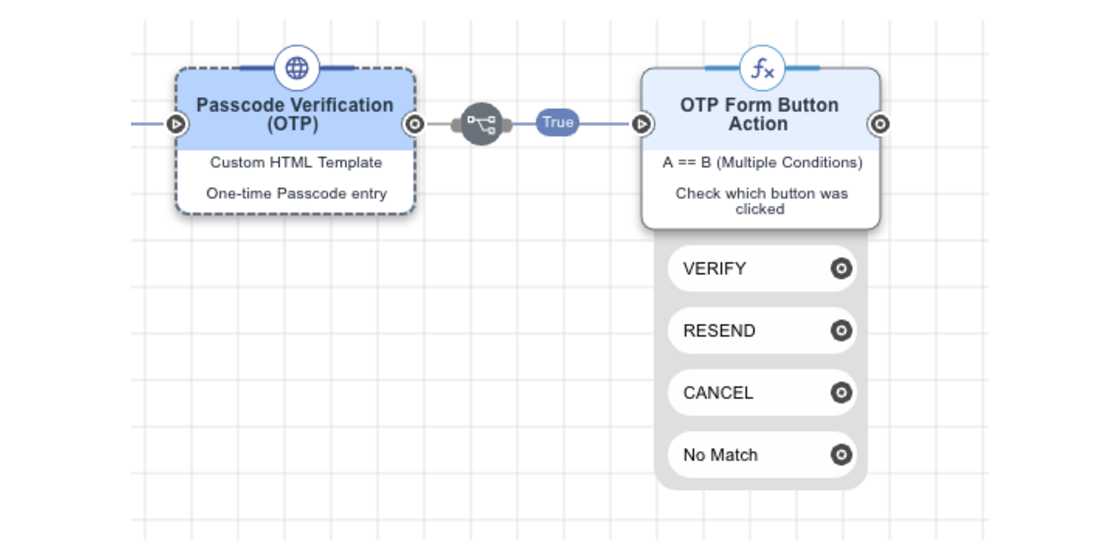 Passcode Verification
(OTP)
Custom HTML Template
One-time Passcode entry
True
fx
OTP Form Button
Action
A == B (Multiple Conditions)
Check which button was
clicked
VERIFY
RESEND
CANCEL
No Match